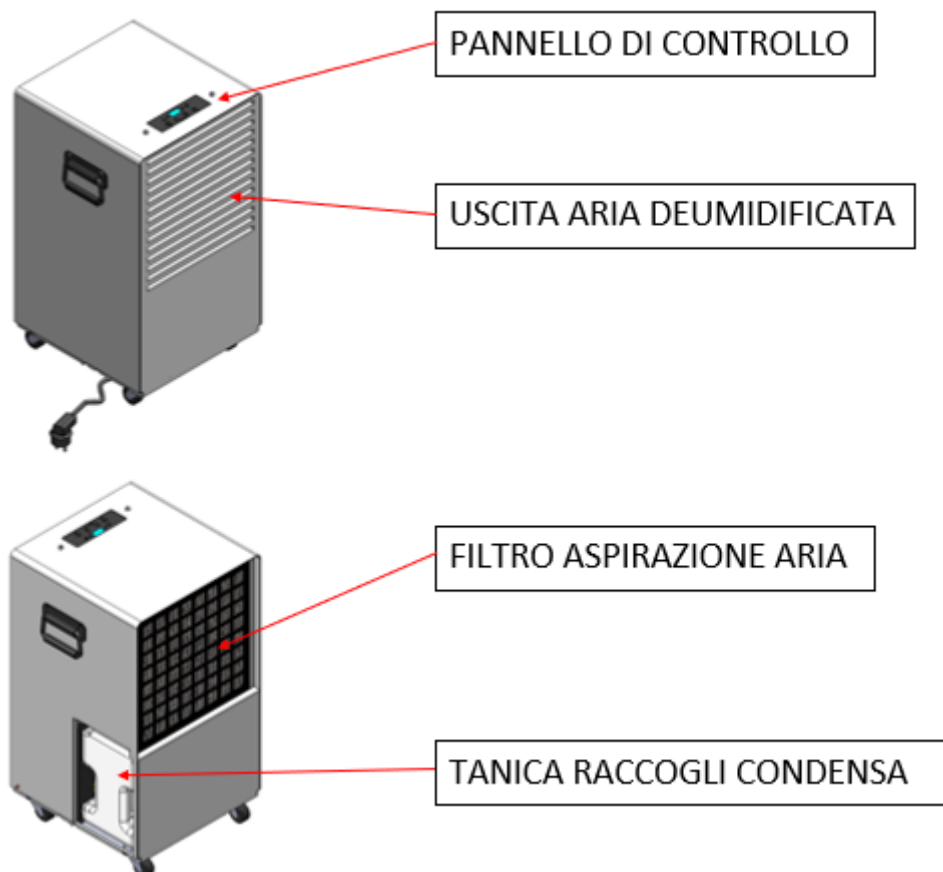 PANNELLO DI CONTROLLO
USCITA ARIA DEUMIDIFICATA
FILTRO ASPIRAZIONE ARIA
TANICA RACCOGLI CONDENSA